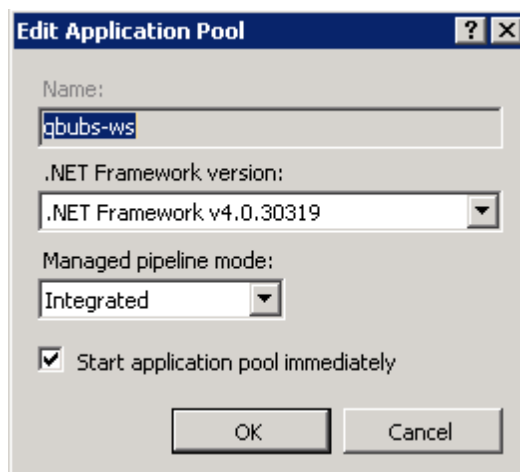 Edit Application Pool
Name:
qbubs-ws
.NET Framework version:
.NET Framework v4.0.30319
Managed pipeline mode:
Integrated
Start application pool immediately
OK
Cancel